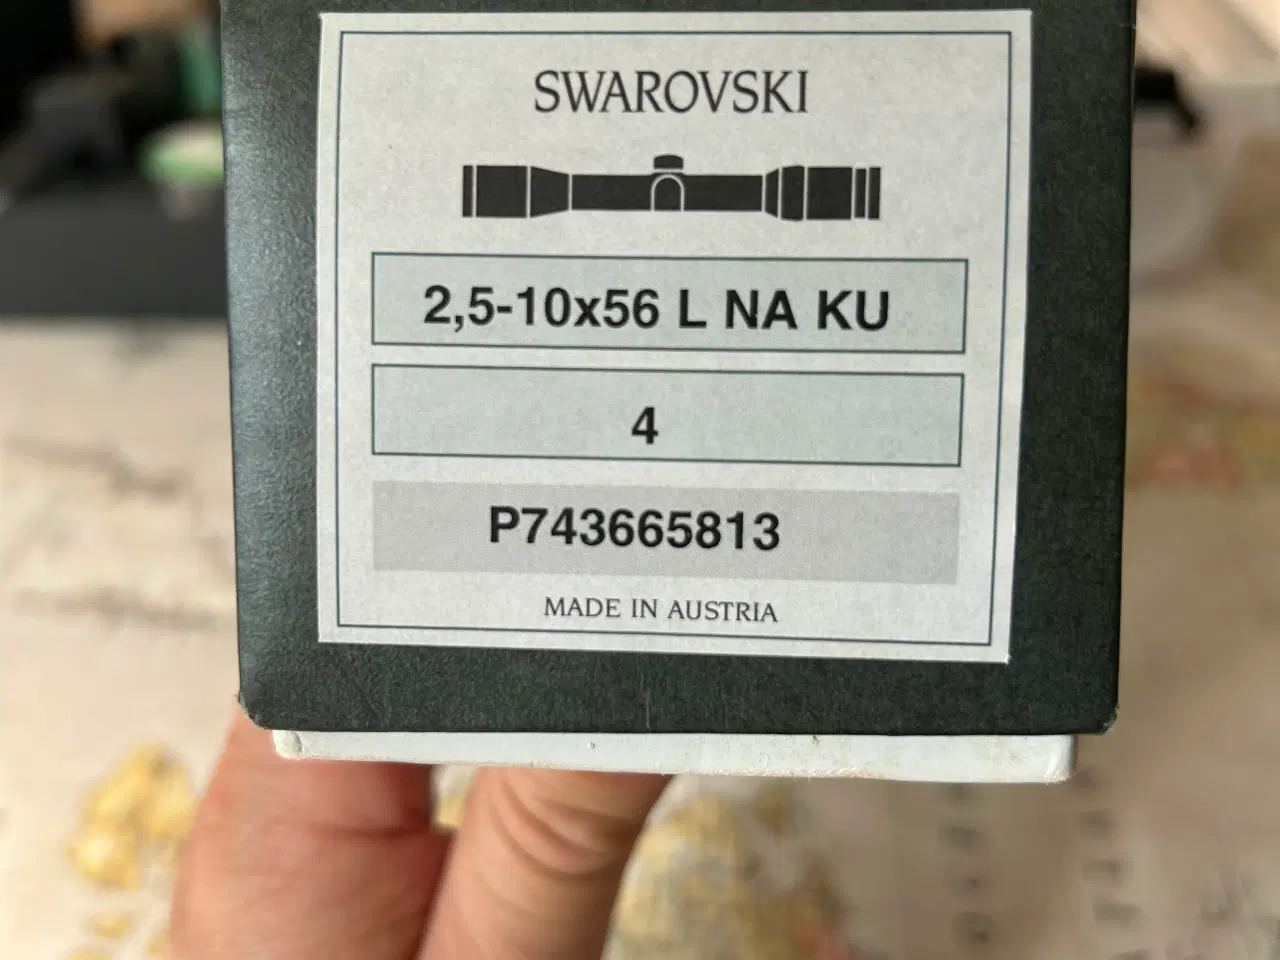 SWAROVSKI
2,5-10x56 L NA KU
4
P743665813
MADE IN AUSTRIA